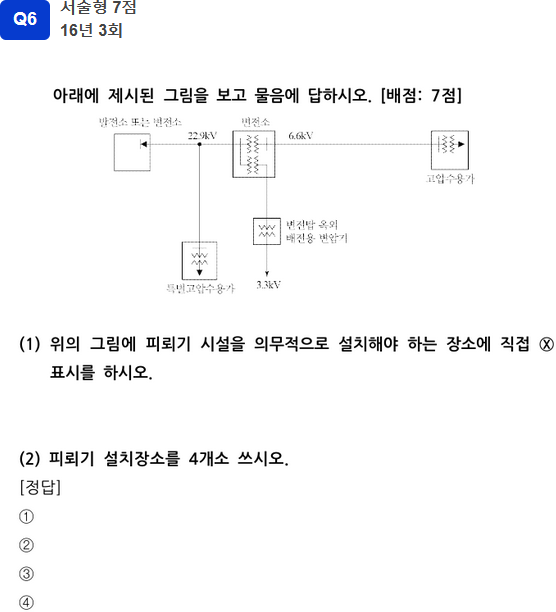 Q6
서술형 7점
16년 3회
아래에 제시된 그림을 보고 물음에 답하시오. [배점: 7점]
발전소 또는 변전소
변전소
22.9kV
6.6kV
고압수용가
변전탑 옥외
배전용 변압기
특별고압수용가
3.3kV
(1) 위의 그림에 피뢰기 시설을 의무적으로 설치해야 하는 장소에 직접 ⓧ
표시를 하시오.
(2) 피뢰기 설치장소를 4개소 쓰시오.
[정답]
①
②
③
④